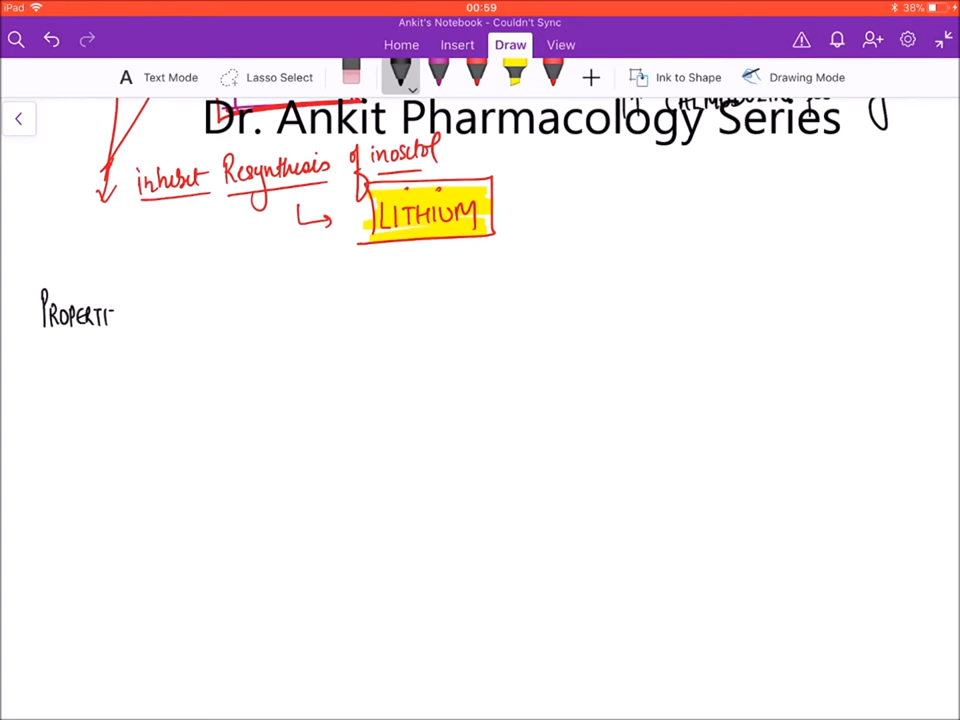 iPad 00:59 38%
Ankit's Notebook - Couldn't Sync
Home Insert Draw View
A Text Mode Lasso Select Ink to Shape Drawing Mode
Dr. Ankit Pharmacology Series
inhibit Resynthesis of inositol
LITHIUM
PROPERTI